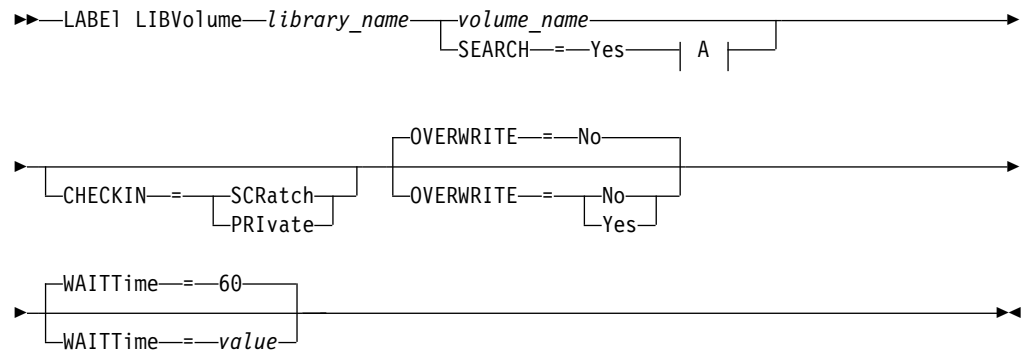 LABEl LIBVolume library_name volume_name
SEARCH = Yes A
OVERWRITE = No
CHECKIN = SCRatch OVERWRITE = No
PRIvate Yes
WAITTime = 60
WAITTime = value